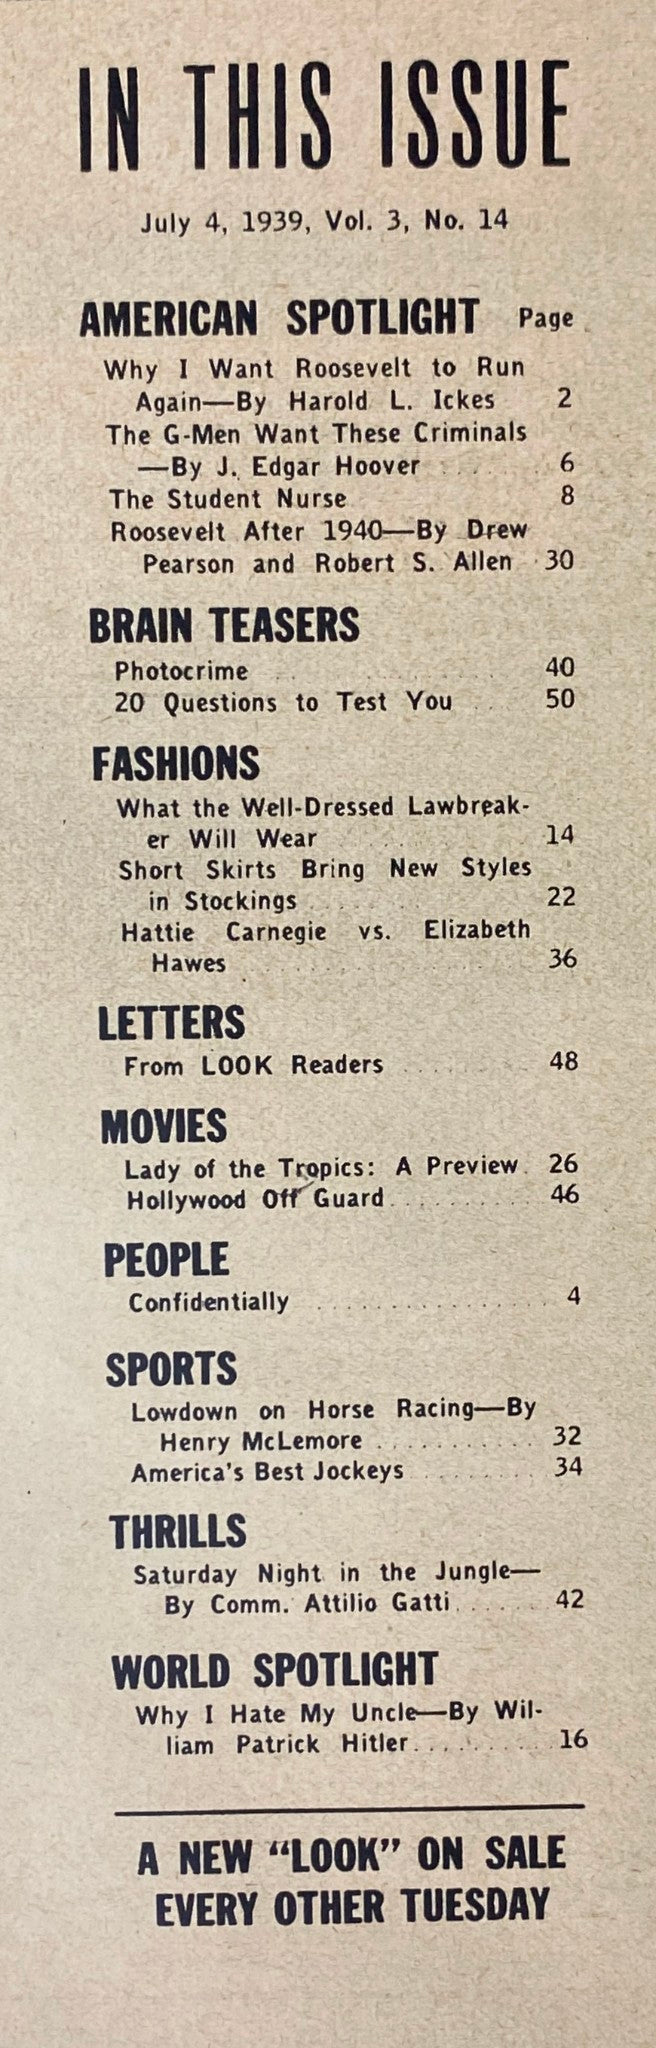 IN THIS ISSUE
July 4, 1939, Vol. 3, No. 14
AMERICAN SPOTLIGHT Page
Why I Want Roosevelt to Run
Again—By Harold L. Ickes 2
The G-Men Want These Criminals
—By J. Edgar Hoover 6
The Student Nurse 8
Roosevelt After 1940—By Drew
Pearson and Robert S. Allen 30
BRAIN TEASERS
Photocrime 40
20 Questions to Test You 50
FASHIONS
What the Well-Dressed Lawbreak-
er Will Wear 14
Short Skirts Bring New Styles
in Stockings 22
Hattie Carnegie vs. Elizabeth
Hawes 36
LETTERS
From LOOK Readers 48
MOVIES
Lady of the Tropics: A Preview 26
Hollywood Off Guard 46
PEOPLE
Confidentially 4
SPORTS
Lowdown on Horse Racing—By
Henry McLemore 32
America's Best Jockeys 34
THRILLS
Saturday Night in the Jungle—
By Comm. Attilio Gatti 42
WORLD SPOTLIGHT
Why I Hate My Uncle—By Wil-
liam Patrick Hitler 16
A NEW “LOOK” ON SALE
EVERY OTHER TUESDAY